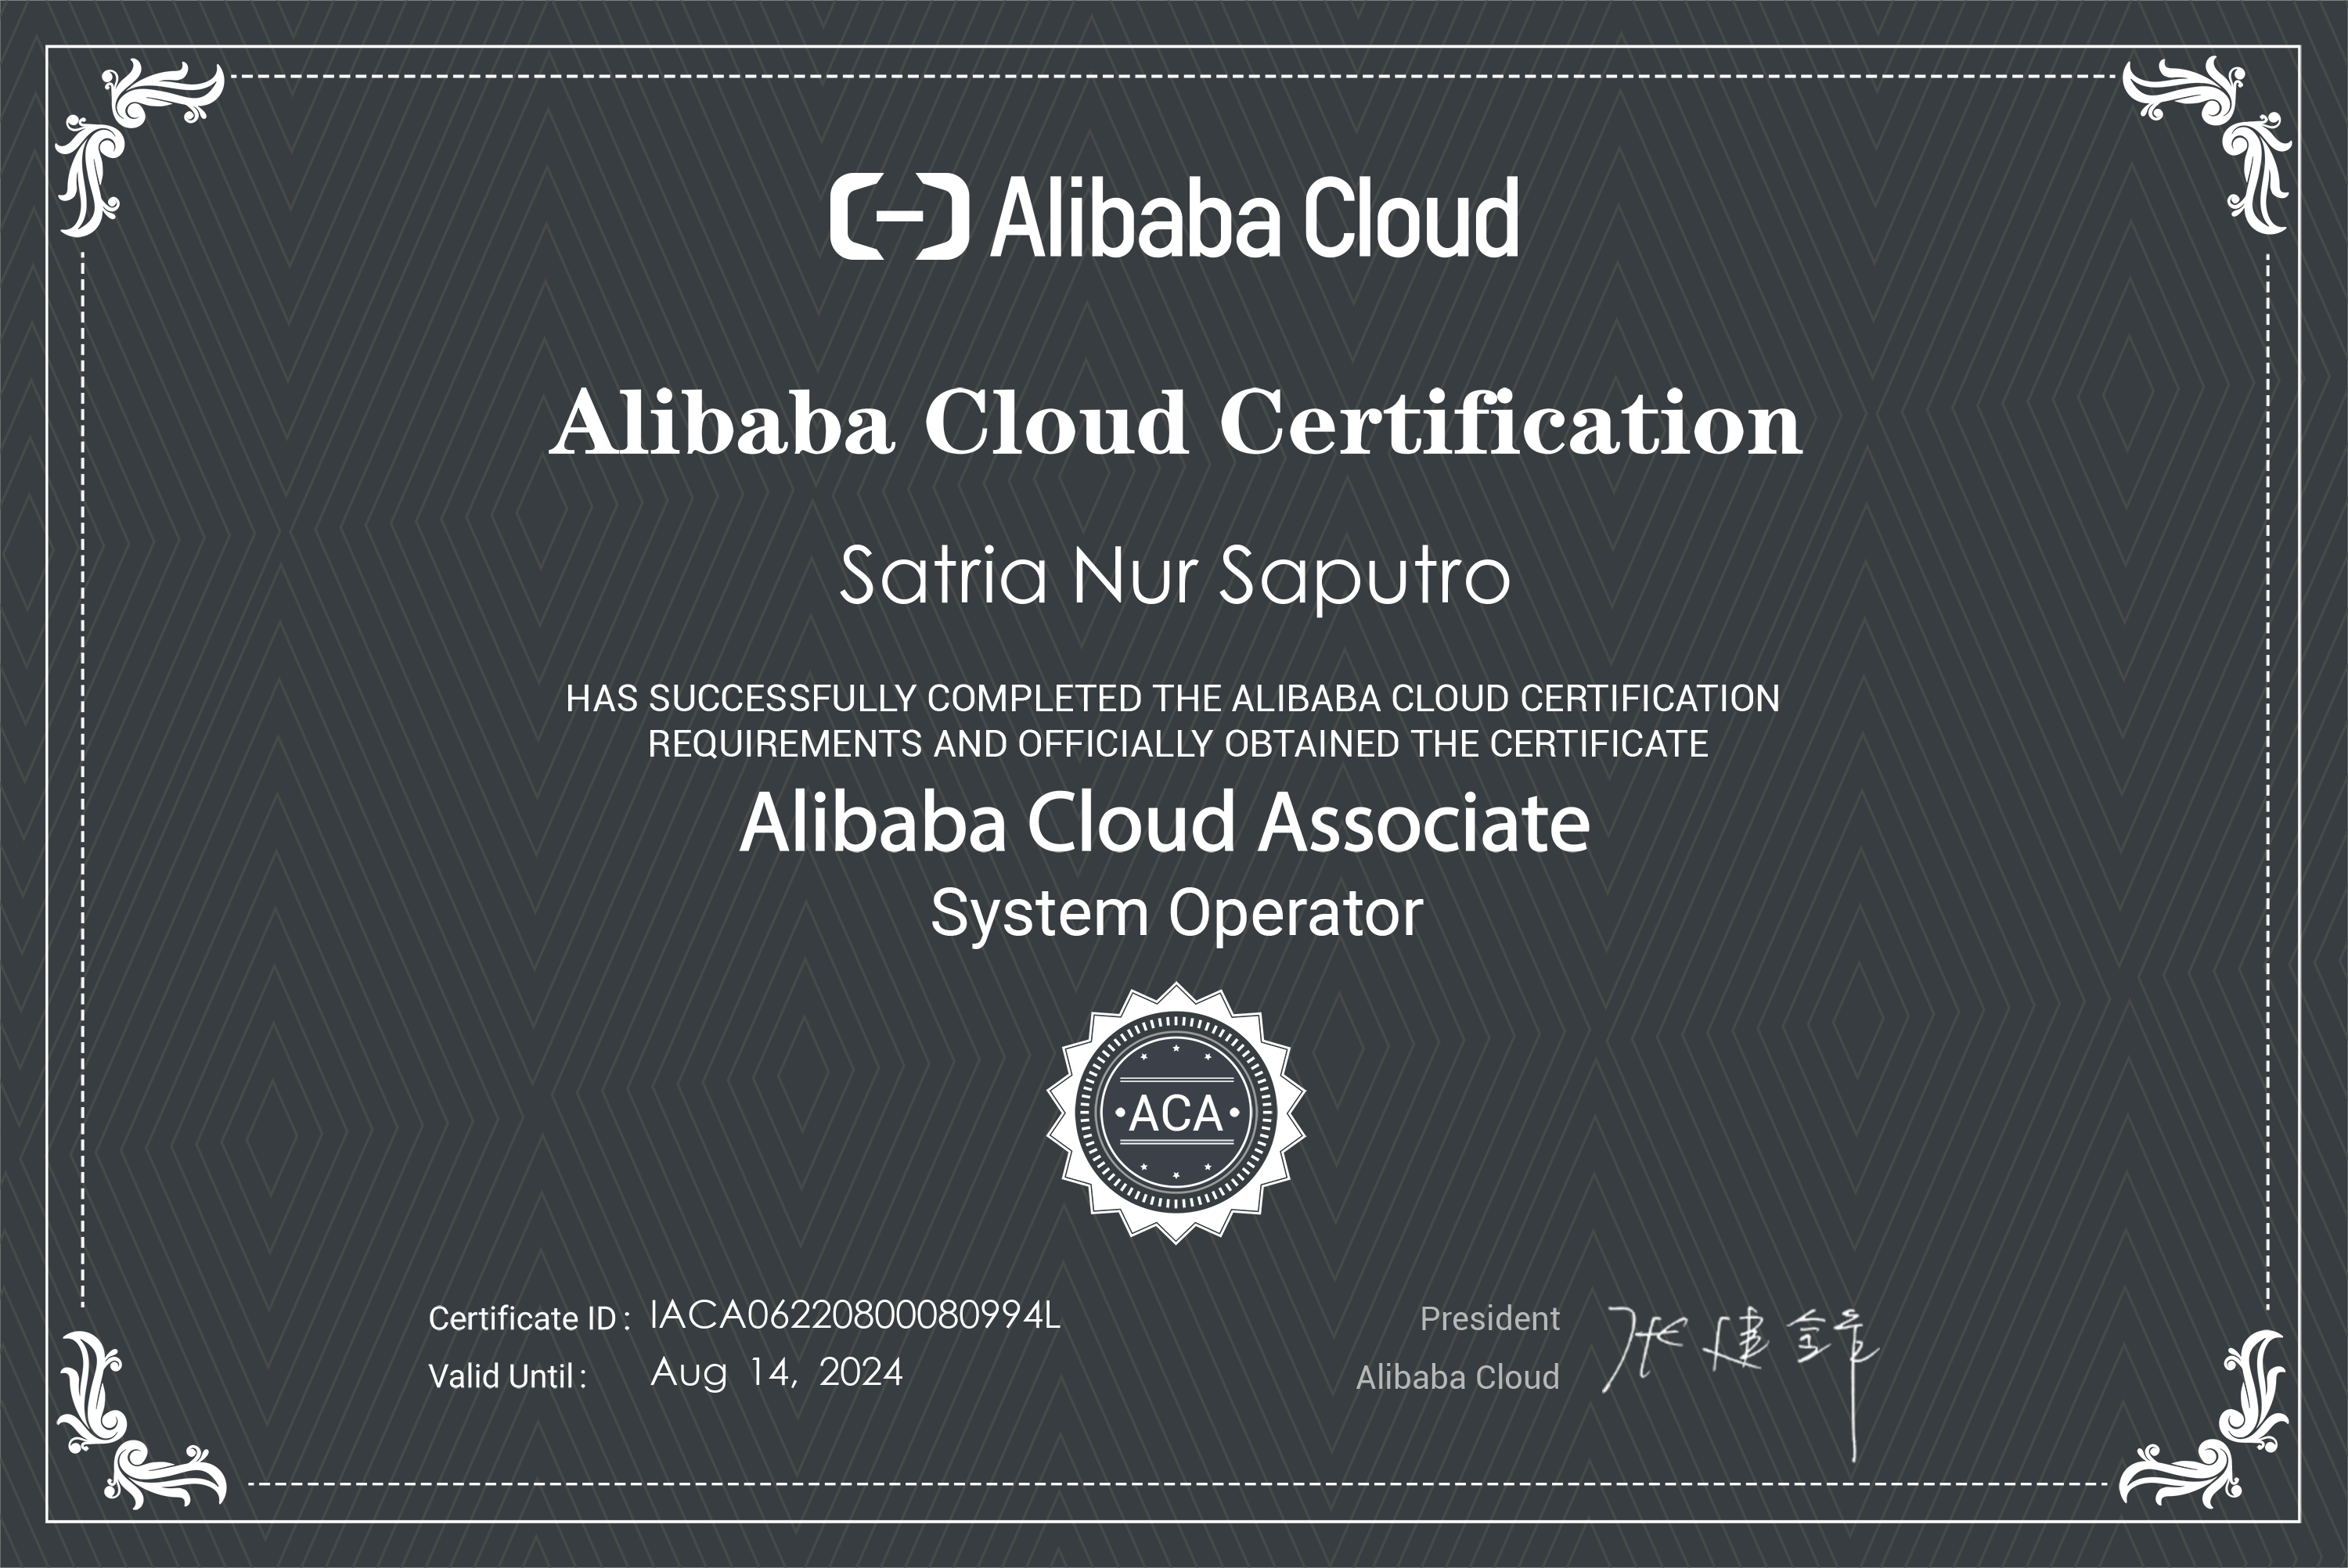 Alibaba Cloud
Alibaba Cloud Certification
Satria Nur Saputro
HAS SUCCESSFULLY COMPLETED THE ALIBABA CLOUD CERTIFICATION
REQUIREMENTS AND OFFICIALLY OBTAINED THE CERTIFICATE
Alibaba Cloud Associate
System Operator
ACA
Certificate ID : IACA06220800080994L
Valid Until : Aug 14, 2024
President
Alibaba Cloud